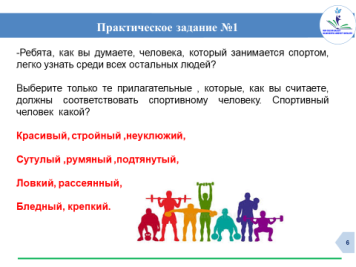 Практическое задание №1
-Ребята, как вы думаете, человека, который занимается спортом,
легко узнать среди всех остальных людей?
Выберите только те прилагательные , которые, как вы считаете,
должны соответствовать спортивному человеку. Спортивный
человек какой?
Красивый, стройный ,неуклюжий,
Сутулый ,румяный ,подтянутый,
Ловкий, рассеянный,
Бледный, крепкий.
6